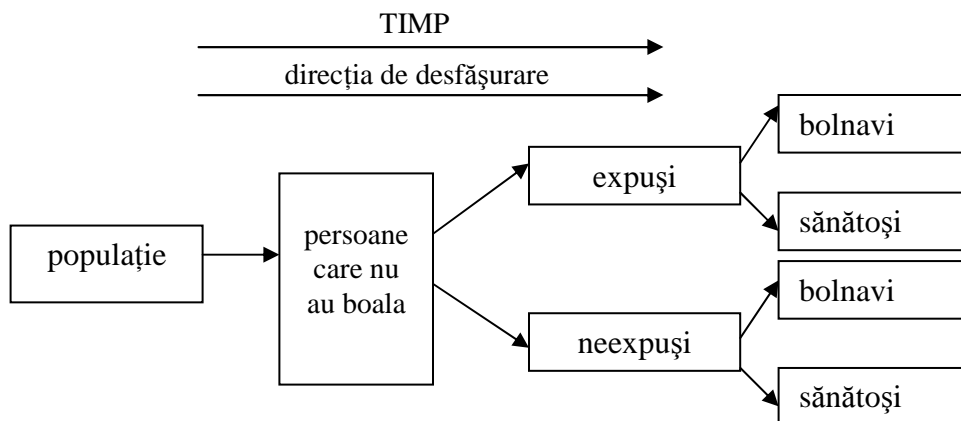 TIMP
direcția de desfăşurare
populație
persoane
care nu
au boala
expuşi
neexpuşi
bolnavi
sănătoşi
bolnavi
sănătoşi